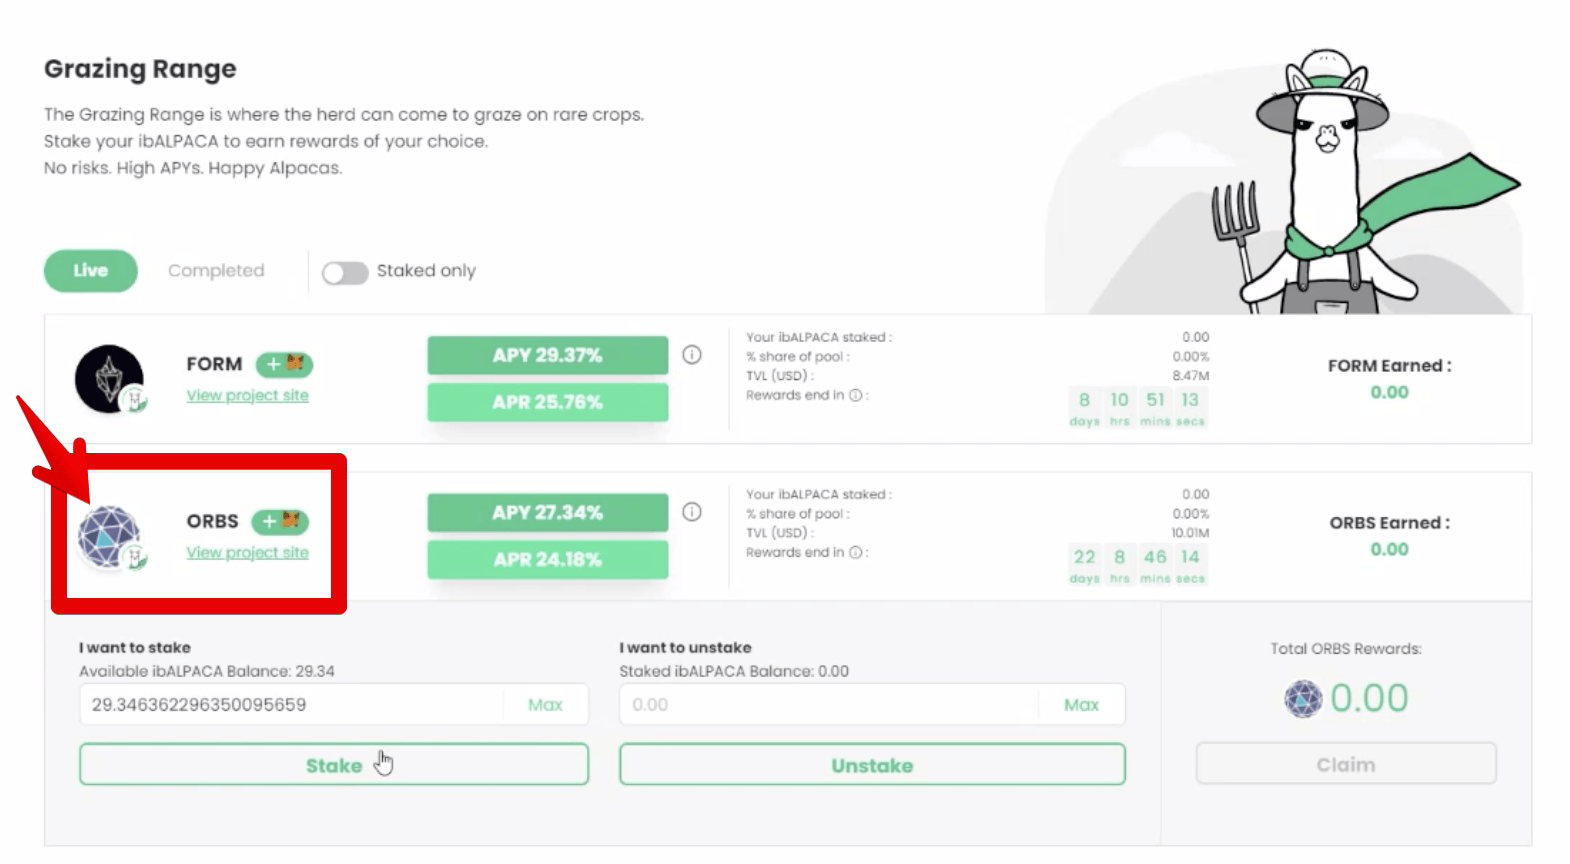 Grazing Range
The Grazing Range is where the herd can come to graze on rare crops.
Stake your ibALPACA to earn rewards of your choice.
No risks. High APYs. Happy Alpacas.
Live Completed Staked only
FORM +
View project site
APY 29.37%
APR 25.76%
Your ibALPACA staked : 0.00
% share of pool : 0.00%
TVL (USD) : 8.47M
Rewards end in : 8 10 51 13
days hrs mins secs
FORM Earned :
0.00
ORBS +
View project site
APY 27.34%
APR 24.18%
Your ibALPACA staked : 0.00
% share of pool : 0.00%
TVL (USD) : 10.01M
Rewards end in : 22 8 46 14
days hrs mins secs
ORBS Earned :
0.00
I want to stake
Available ibALPACA Balance: 29.34
29.346362296350095659 Max
Stake
I want to unstake
Staked ibALPACA Balance: 0.00
0.00 Max
Unstake
Total ORBS Rewards:
0.00
Claim